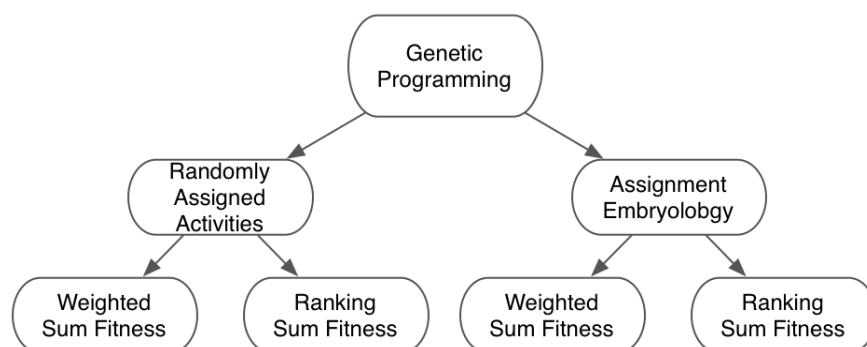 Genetic
Programming
Randomly
Assigned
Activities
Assignment
Embryolobgy
Weighted
Sum Fitness
Ranking
Sum Fitness
Weighted
Sum Fitness
Ranking
Sum Fitness